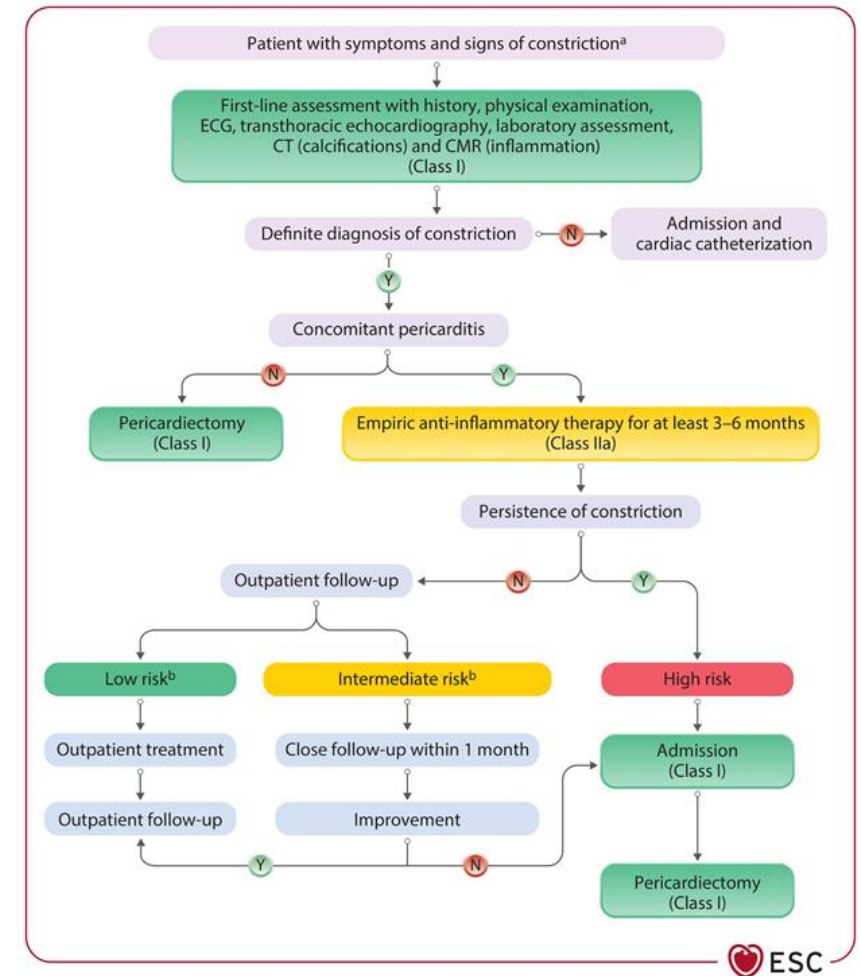 Patient with symptoms and signs of constrictionᵃ
First-line assessment with history, physical examination,
ECG, transthoracic echocardiography, laboratory assessment,
CT (calcifications) and CMR (inflammation)
(Class I)
Definite diagnosis of constriction
N
Admission and
cardiac catheterization
Y
Concomitant pericarditis
N
Y
Pericardiectomy
(Class I)
Empiric anti-inflammatory therapy for at least 3–6 months
(Class IIa)
Persistence of constriction
Outpatient follow-up
N
Y
Low riskᵇ
Intermediate riskᵇ
High risk
Outpatient treatment
Close follow-up within 1 month
Admission
(Class I)
Outpatient follow-up
Improvement
Y
N
Pericardiectomy
(Class I)
ESC